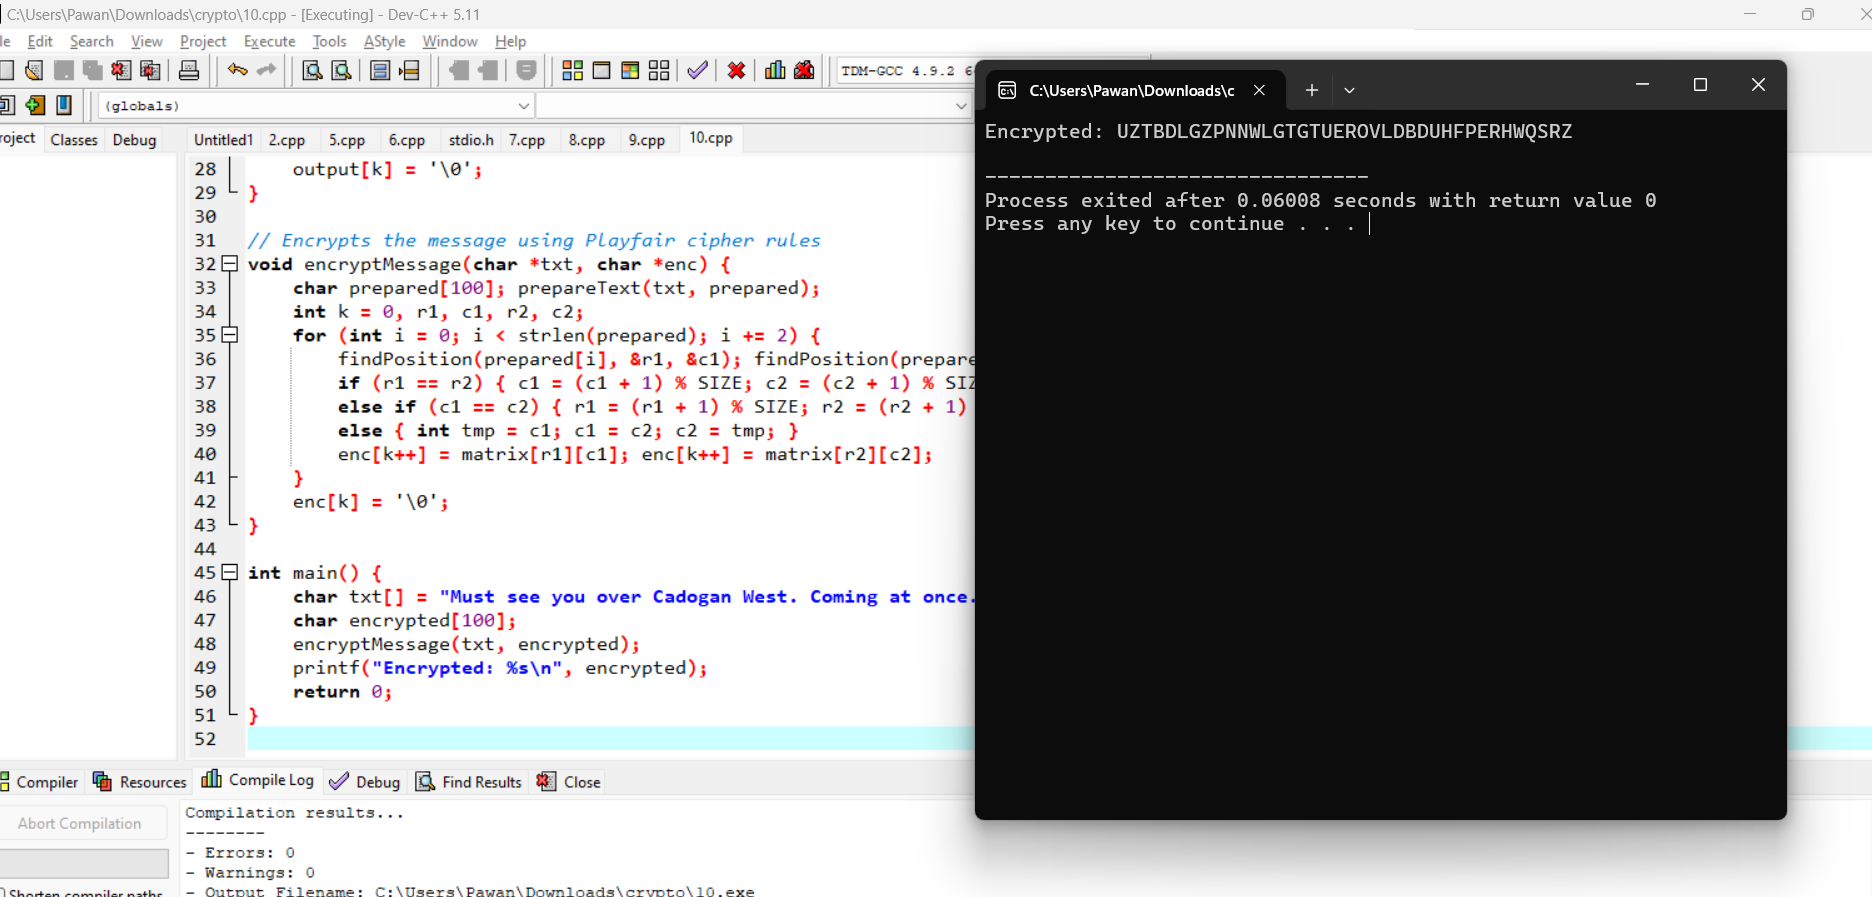 C:\Users\Pawan\Downloads\crypto\10.cpp - [Executing] - Dev-C++ 5.11
le Edit Search View Project Execute Tools AStyle Window Help
TDM-GCC 4.9.2 6
(globals)
roject Classes Debug
Untitled1 2.cpp 5.cpp 6.cpp stdio.h 7.cpp 8.cpp 9.cpp 10.cpp
28 output[k] = '\0';
29 }
30
31 // Encrypts the message using Playfair cipher rules
32 void encryptMessage(char *txt, char *enc) {
33 char prepared[100]; prepareText(txt, prepared);
34 int k = 0, r1, c1, r2, c2;
35 for (int i = 0; i < strlen(prepared); i += 2) {
36 findPosition(prepared[i], &r1, &c1); findPosition(prepare
37 if (r1 == r2) { c1 = (c1 + 1) % SIZE; c2 = (c2 + 1) % SIZ
38 else if (c1 == c2) { r1 = (r1 + 1) % SIZE; r2 = (r2 + 1)
39 else { int tmp = c1; c1 = c2; c2 = tmp; }
40 enc[k++] = matrix[r1][c1]; enc[k++] = matrix[r2][c2];
41 }
42 enc[k] = '\0';
43 }
44
45 int main() {
46 char txt[] = "Must see you over Cadogan West. Coming at once.
47 char encrypted[100];
48 encryptMessage(txt, encrypted);
49 printf("Encrypted: %s\n", encrypted);
50 return 0;
51 }
52
C:\Users\Pawan\Downloads\c
Encrypted: UZTBDLGZPNNWLGTGTUEROVLDBDUHFPERHWQSRZ
--------------------------------
Process exited after 0.06008 seconds with return value 0
Press any key to continue . . .
Compiler Resources Compile Log Debug Find Results Close
Abort Compilation
Shorten compiler paths
Compilation results...
--------
- Errors: 0
- Warnings: 0
- Output Filename: C:\Users\Pawan\Downloads\crypto\10.exe